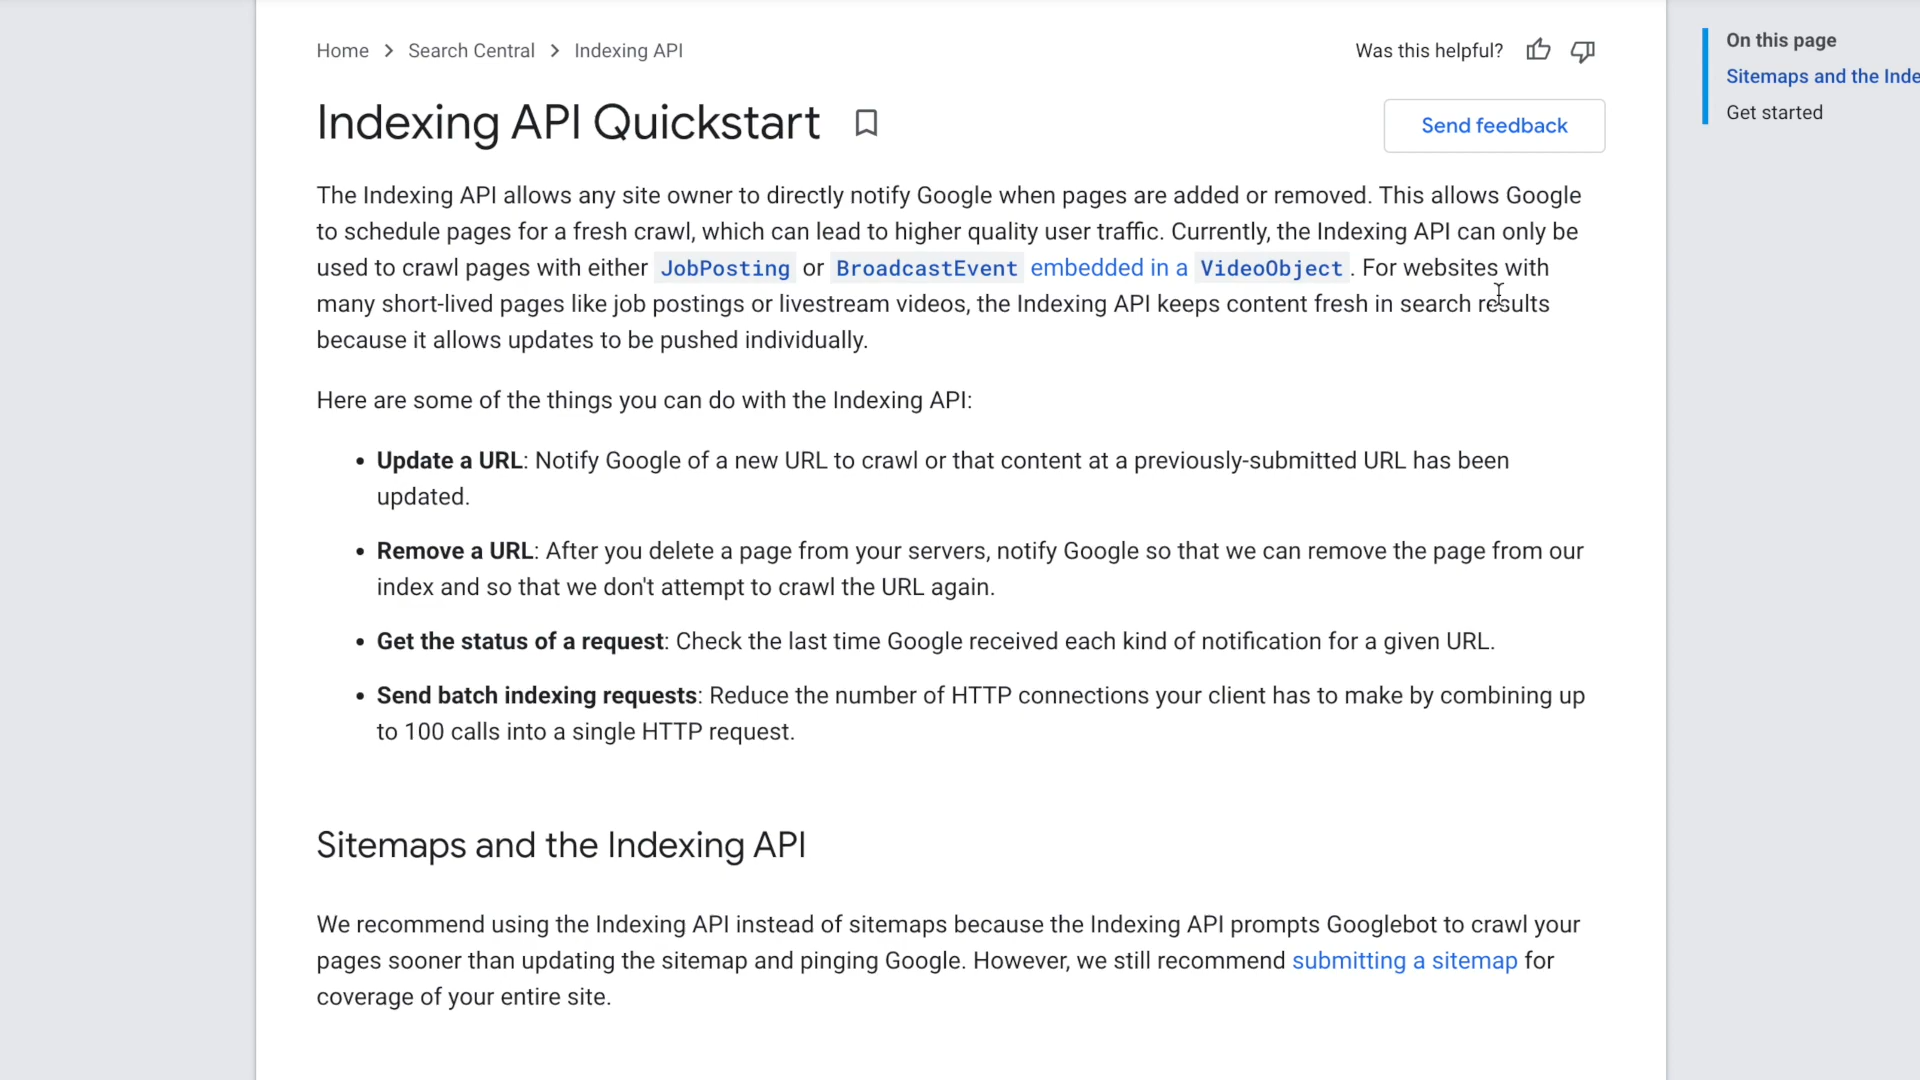 Home > Search Central > Indexing API
Was this helpful?
Indexing API Quickstart
Send feedback
The Indexing API allows any site owner to directly notify Google when pages are added or removed. This allows Google
to schedule pages for a fresh crawl, which can lead to higher quality user traffic. Currently, the Indexing API can only be
used to crawl pages with either JobPosting or BroadcastEvent embedded in a VideoObject. For websites with
many short-lived pages like job postings or livestream videos, the Indexing API keeps content fresh in search results
because it allows updates to be pushed individually.
Here are some of the things you can do with the Indexing API:
• Update a URL: Notify Google of a new URL to crawl or that content at a previously-submitted URL has been
updated.
• Remove a URL: After you delete a page from your servers, notify Google so that we can remove the page from our
index and so that we don't attempt to crawl the URL again.
• Get the status of a request: Check the last time Google received each kind of notification for a given URL.
• Send batch indexing requests: Reduce the number of HTTP connections your client has to make by combining up
to 100 calls into a single HTTP request.
Sitemaps and the Indexing API
We recommend using the Indexing API instead of sitemaps because the Indexing API prompts Googlebot to crawl your
pages sooner than updating the sitemap and pinging Google. However, we still recommend submitting a sitemap for
coverage of your entire site.
On this page
Sitemaps and the Inde
Get started